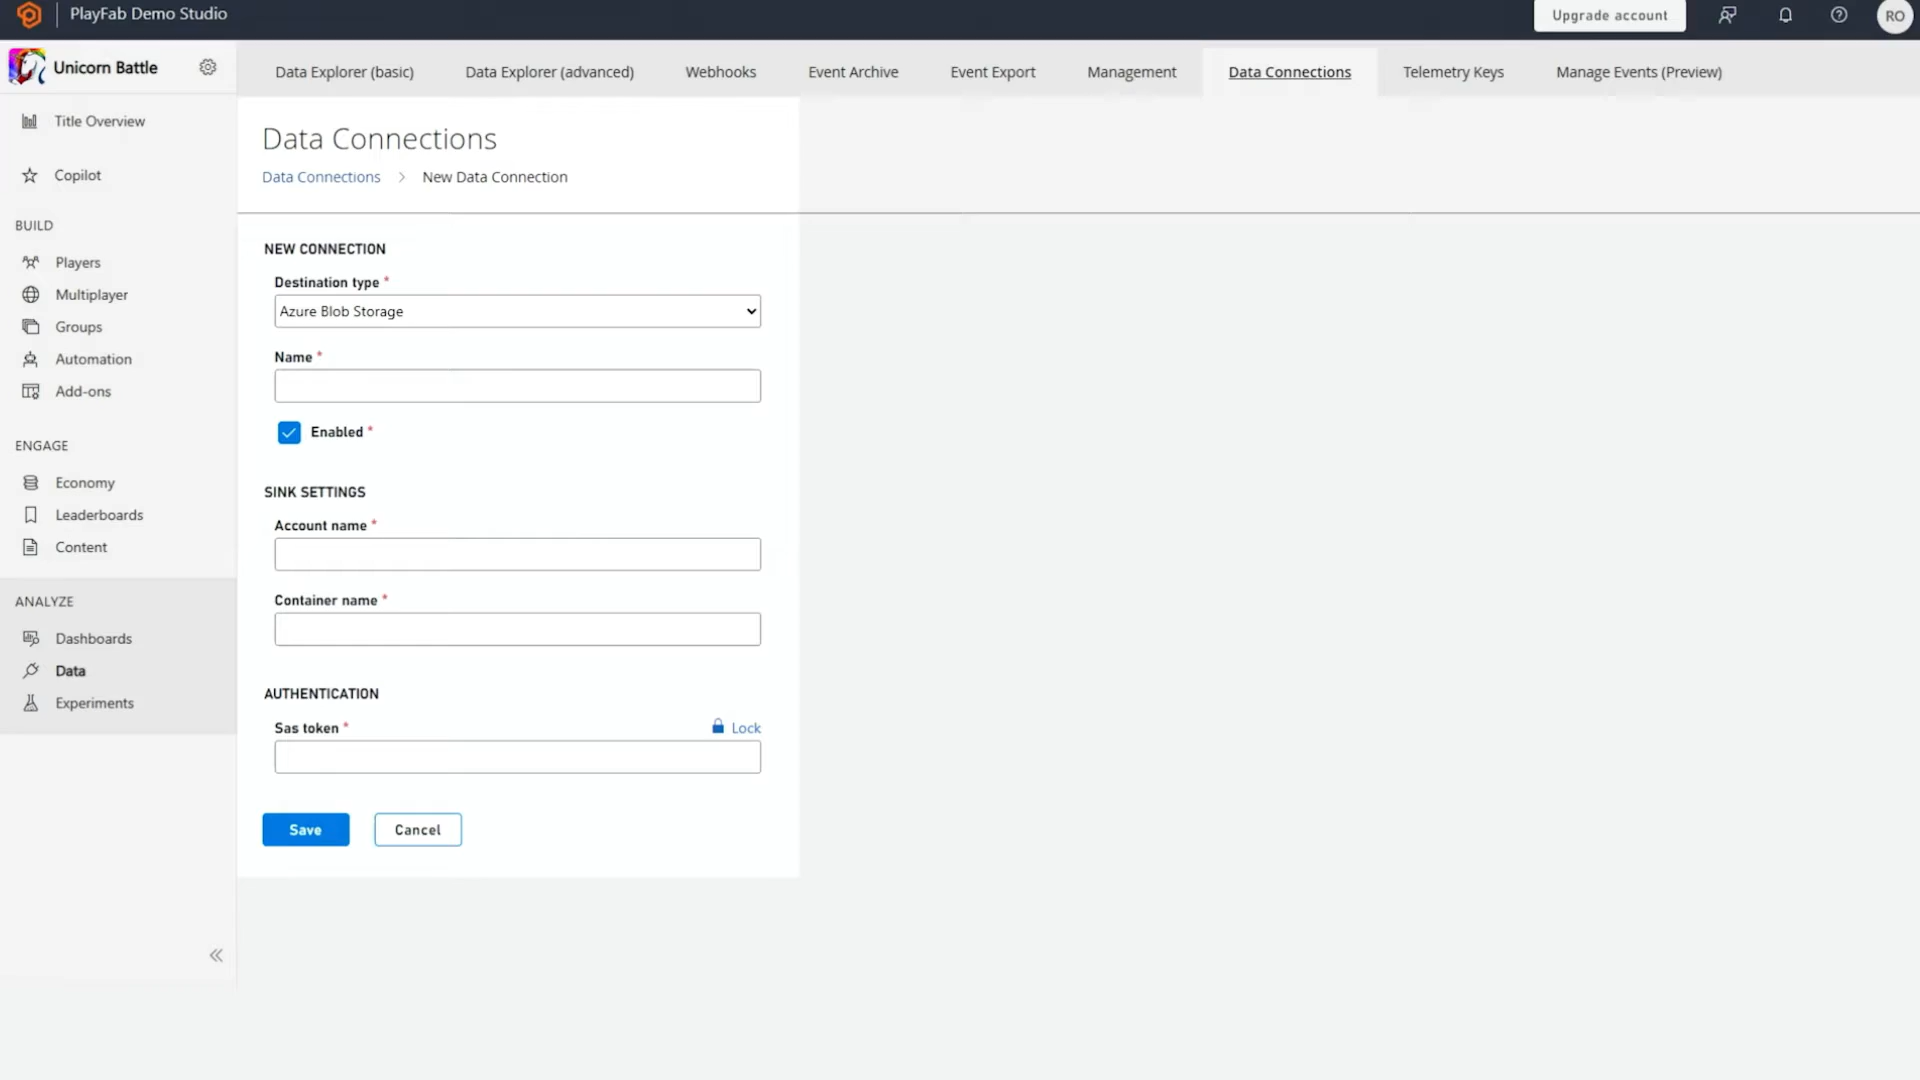 PlayFab Demo Studio
Upgrade account
RO
Unicorn Battle
Data Explorer (basic)
Data Explorer (advanced)
Webhooks
Event Archive
Event Export
Management
Data Connections
Telemetry Keys
Manage Events (Preview)
Title Overview
Copilot
BUILD
Players
Multiplayer
Groups
Automation
Add-ons
ENGAGE
Economy
Leaderboards
Content
ANALYZE
Dashboards
Data
Experiments
Data Connections
Data Connections > New Data Connection
NEW CONNECTION
Destination type *
Azure Blob Storage
Name *
Enabled *
SINK SETTINGS
Account name *
Container name *
AUTHENTICATION
Sas token *
Lock
Save
Cancel